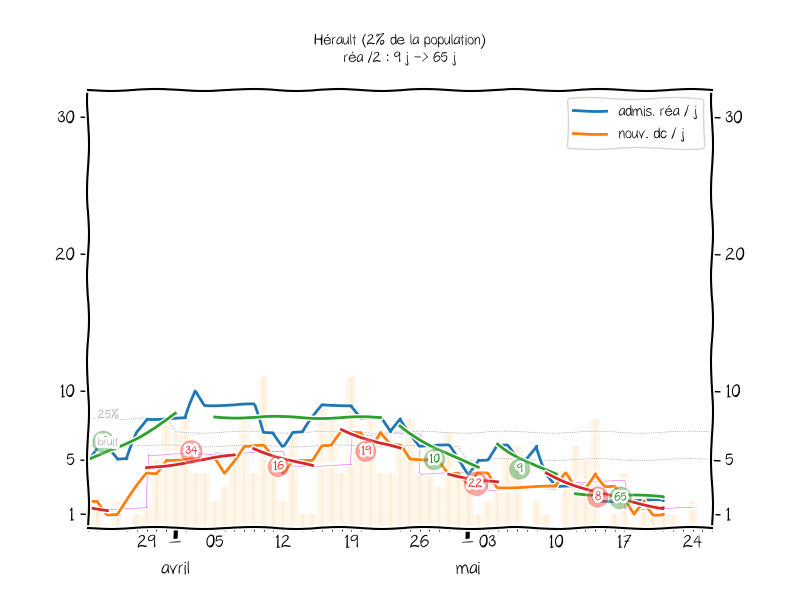 Hérault (2% de la population)
réa /2 : 9 j -> 65 j
admis. réa / j
nouv. dc / j
30 30
20 20
10 10
25%
bruit
34
16
19
10
22
9
8
65
5 5
1 1
29 05 12 19 26 03 10 17 24
avril mai